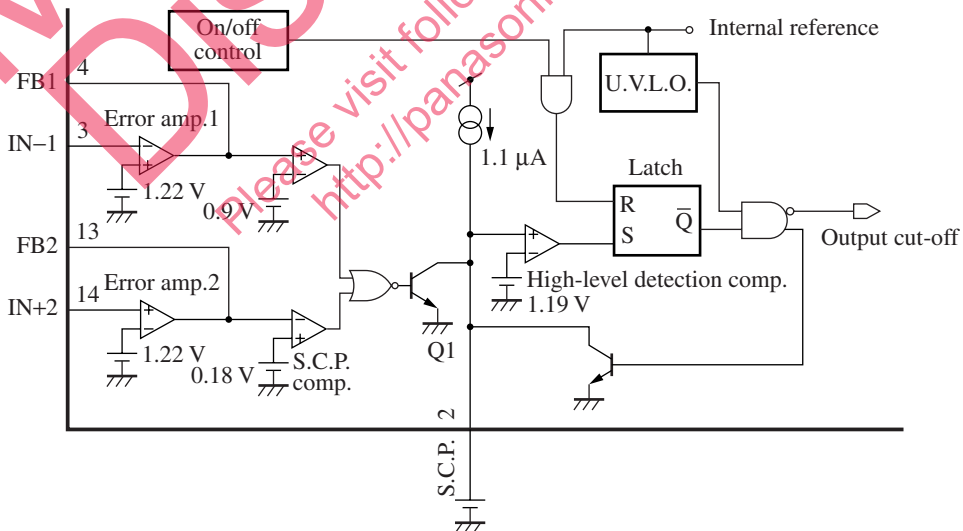 On/off
control
Internal reference
U.V.L.O.
FB1
4
Error amp.1
IN−1
3
1.22 V
0.9 V
1.1 μA
Latch
R
S
Q
Output cut-off
FB2
13
Error amp.2
IN+2
14
1.22 V
0.18 V
S.C.P.
comp.
Q1
High-level detection comp.
1.19 V
2
S.C.P.
Please visit follo
http://panason